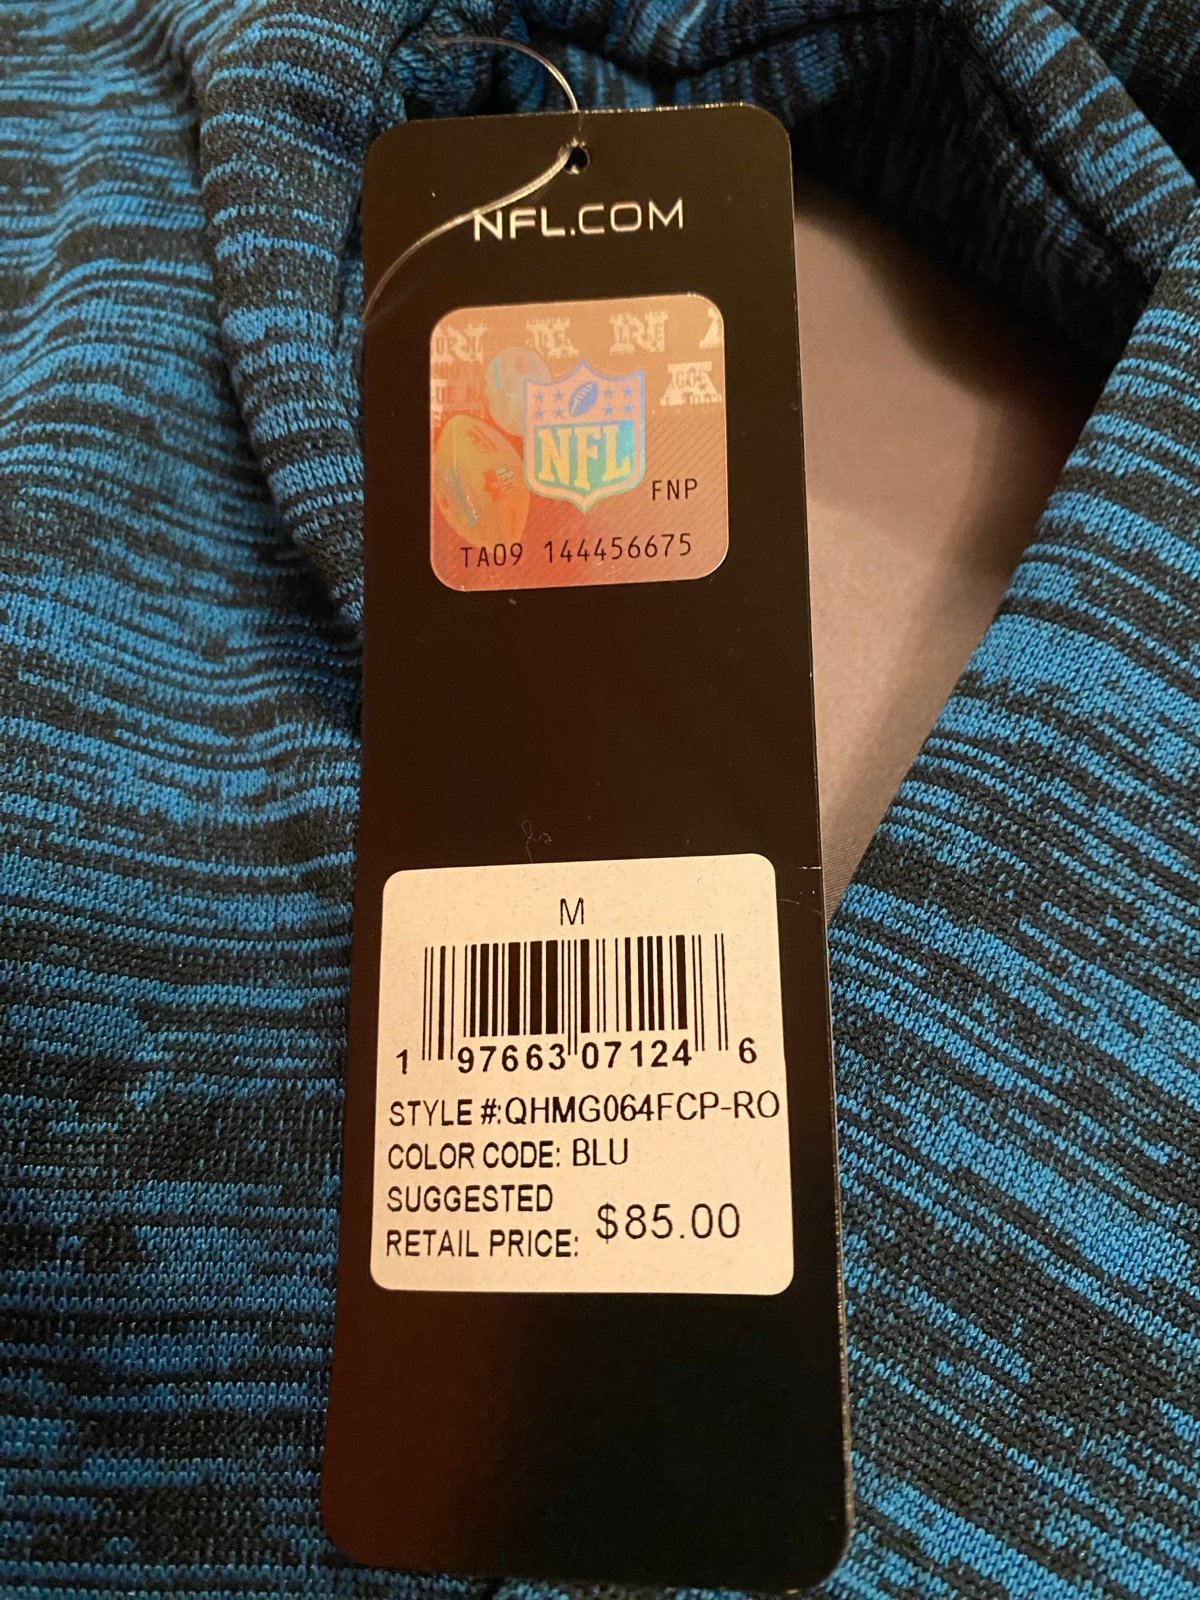 NFL.COM
NFL
FNP
TA09 144456675
M
1 97663 07124 6
STYLE #:QHMG064FCP-RO
COLOR CODE: BLU
SUGGESTED
RETAIL PRICE: $85.00